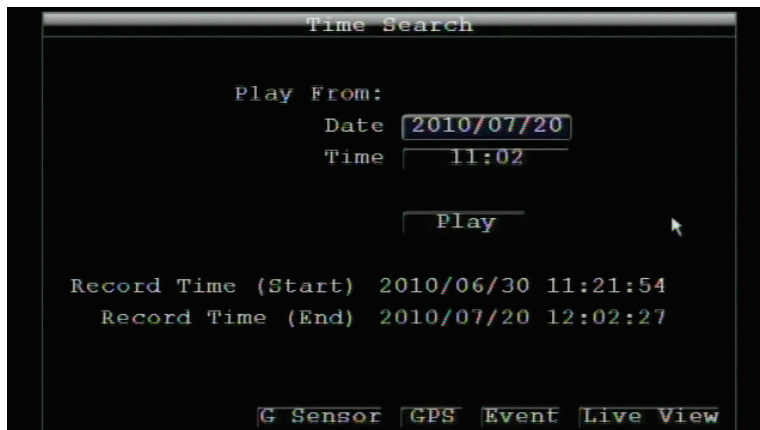 Time Search
Play From:
Date 2010/07/20
Time 11:02
Play
Record Time (Start) 2010/06/30 11:21:54
Record Time (End) 2010/07/20 12:02:27
G Sensor GPS Event Live View